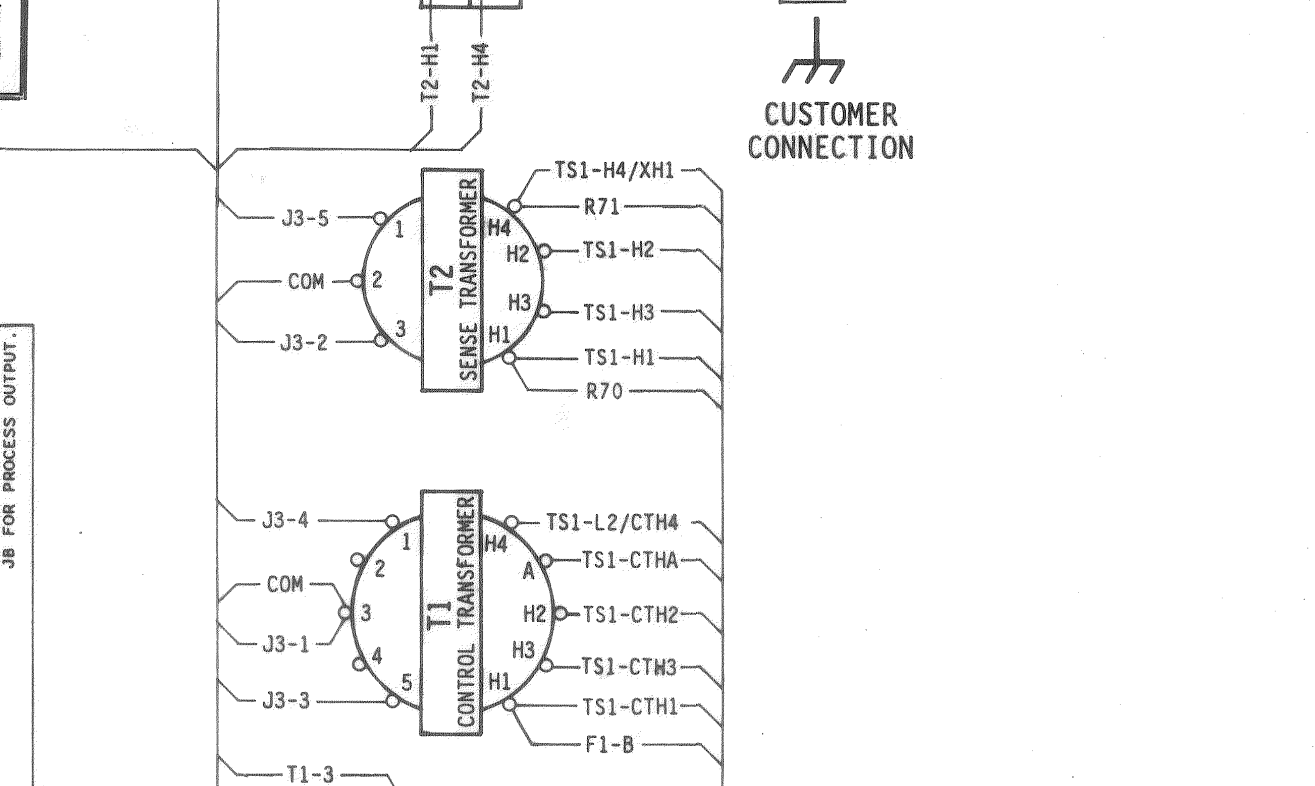 T2-H1
T2-H4
CUSTOMER
CONNECTION
TS1-H4/XH1
R71
J3-5
1
H4
H2
TS1-H2
COM
2
T2
SENSE TRANSFORMER
H3
TS1-H3
J3-2
3
H1
TS1-H1
R70
JB FOR PROCESS OUTPUT.
J3-4
1
H4
TS1-L2/CTH4
2
A
TS1-CTHA
COM
3
T1
CONTROL TRANSFORMER
H2
TS1-CTH2
J3-1
4
H3
TS1-CTH3
5
H1
J3-3
TS1-CTH1
F1-B
T1-3